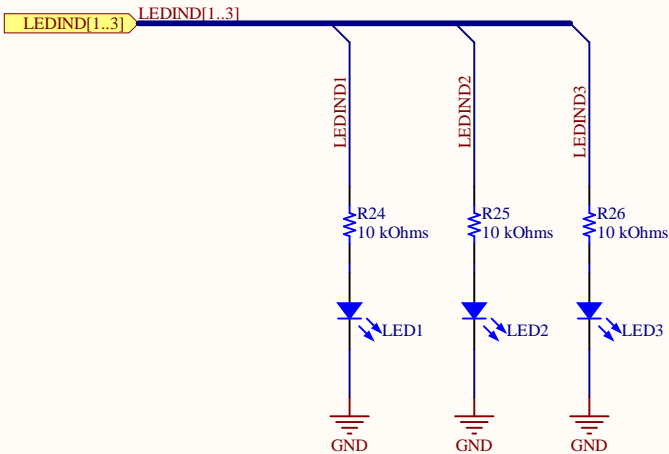 LEDIND[1..3]
LEDIND[1..3]
LEDIND1
LEDIND2
LEDIND3
R24
10 kOhms
R25
10 kOhms
R26
10 kOhms
LED1
LED2
LED3
GND
GND
GND